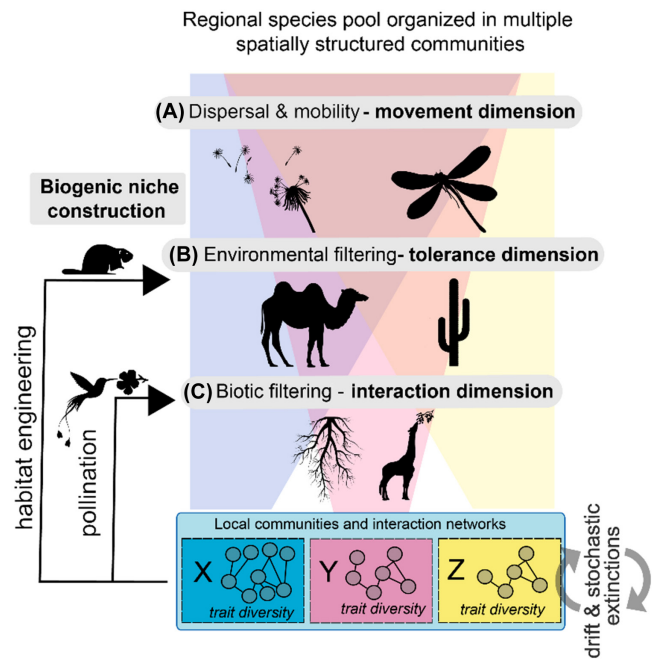 Regional species pool organized in multiple
spatially structured communities
(A) Dispersal & mobility - movement dimension
Biogenic niche
construction
(B) Environmental filtering- tolerance dimension
(C) Biotic filtering - interaction dimension
habitat engineering
pollination
Local communities and interaction networks
X
trait diversity
Y
trait diversity
Z
trait diversity
drift & stochastic
extinctions